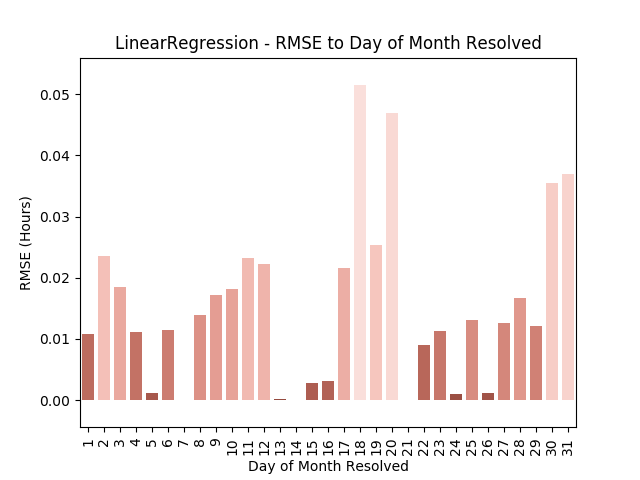 LinearRegression - RMSE to Day of Month Resolved
0.05
0.04
0.03
0.02
0.01
0.00
RMSE (Hours)
1 2 3 4 5 6 7 8 9 10 11 12 13 14 15 16 17 18 19 20 21 22 23 24 25 26 27 28 29 30 31
Day of Month Resolved